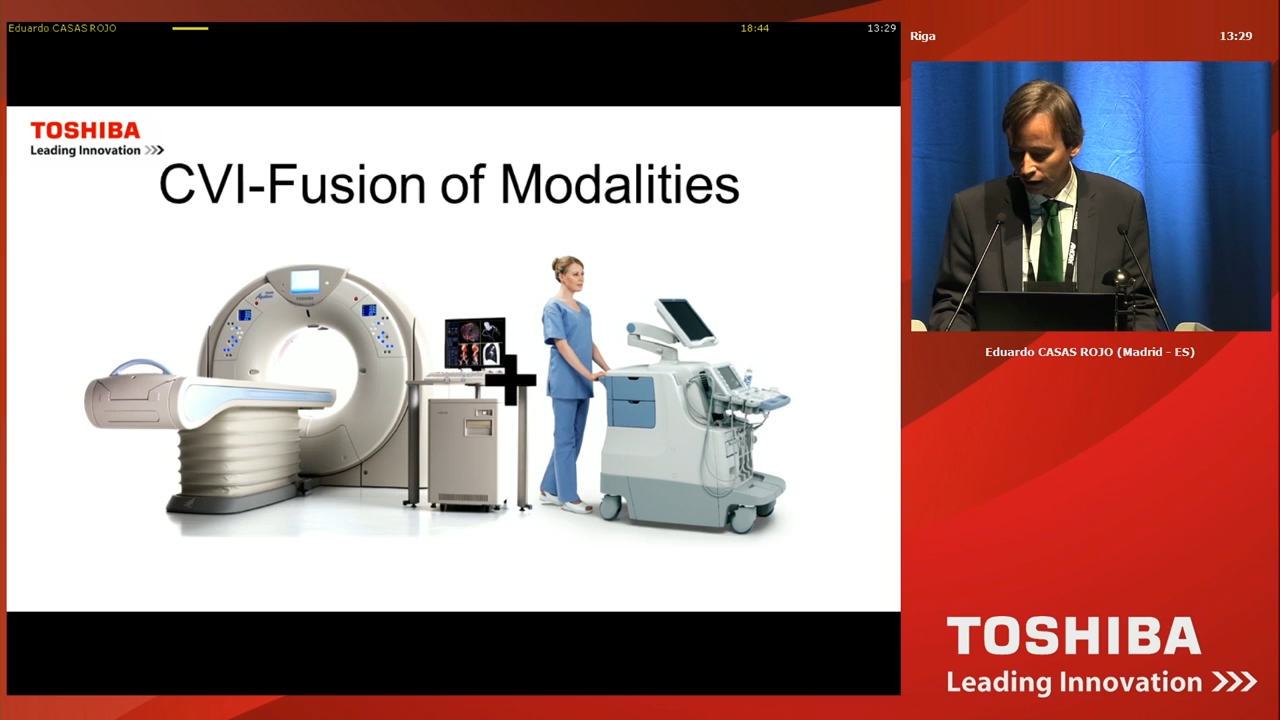 Eduardo CASAS ROJO
18:44
13:29
Riga
13:29
TOSHIBA
Leading Innovation
CVI-Fusion of Modalities
Eduardo CASAS ROJO (Madrid - ES)
TOSHIBA
Leading Innovation